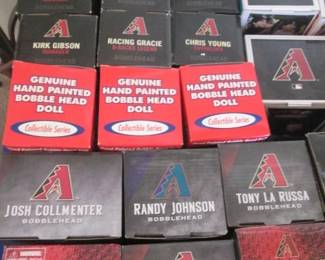 KIRK GIBSON
RACING GRACIE
D-BACKS LEGEND
CHRIS YOUNG
GENUINE
HAND PAINTED
BOBBLE HEAD
DOLL
Collectible Series
GENUINE
HAND PAINTED
BOBBLE HEAD
DOLL
Collectible Series
GENUINE
HAND PAINTED
BOBBLE HEAD
DOLL
Collectible Series
JOSH COLLMENTER
BOBBLEHEAD
RANDY JOHNSON
BOBBLEHEAD
TONY LA RUSSA
BOBBLEHEAD